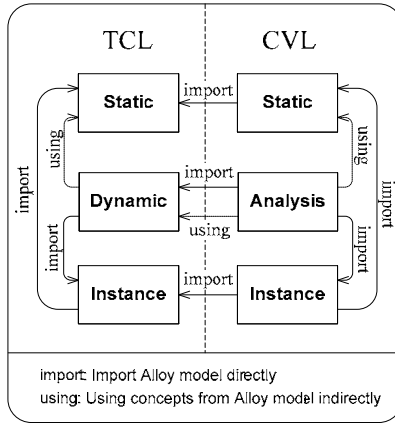 TCL CVL
Static import Static
using using
import import
import
Dynamic Analysis
using
import import
Instance import Instance
import: Import Alloy model directly
using: Using concepts from Alloy model indirectly